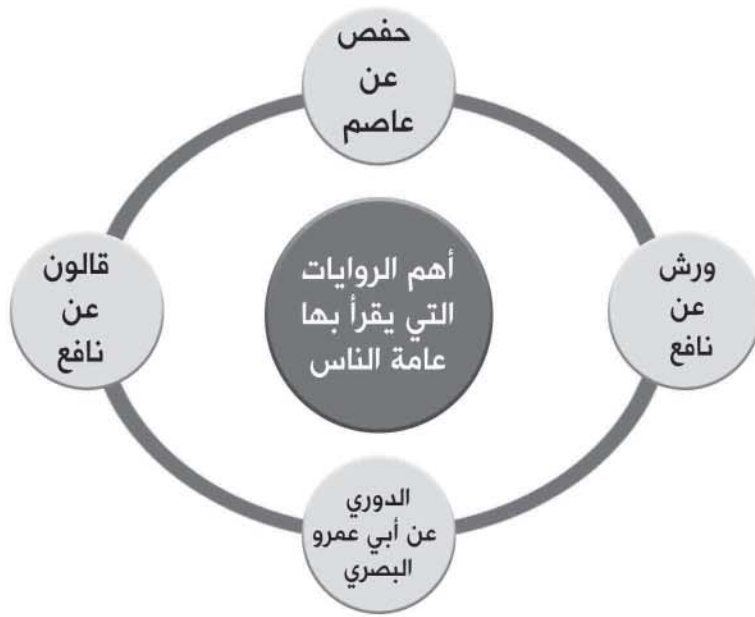 حفص
عن
عاصم
ورش
عن
نافع
أهم الروايات
التي يقرأ بها
عامة الناس
قالون
عن
نافع
الدوري
عن أبي عمرو
البصري